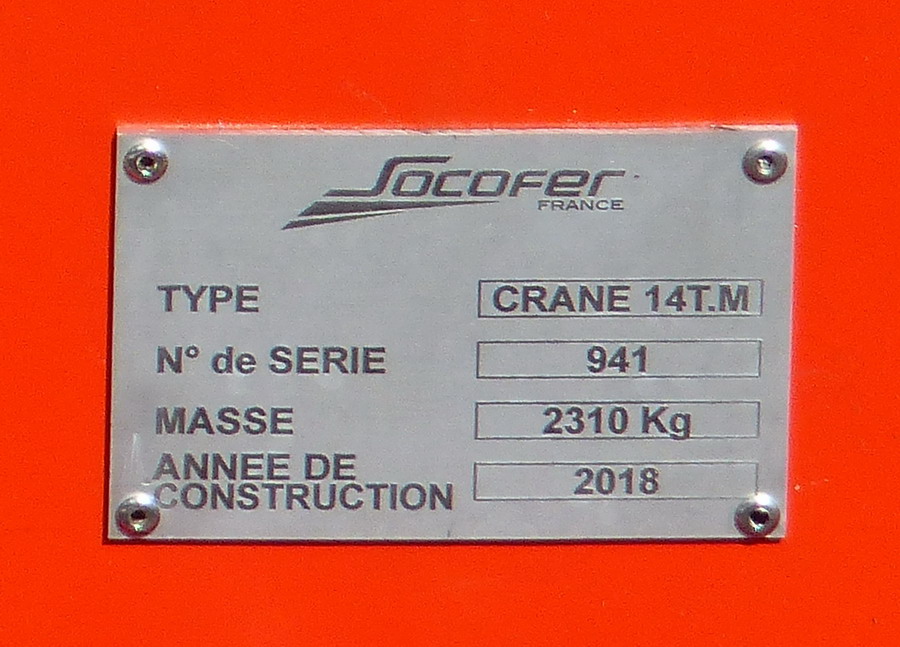 Socofer
FRANCE
TYPE CRANE 14T.M
N° de SERIE 941
MASSE 2310 Kg
ANNEE DE
CONSTRUCTION 2018